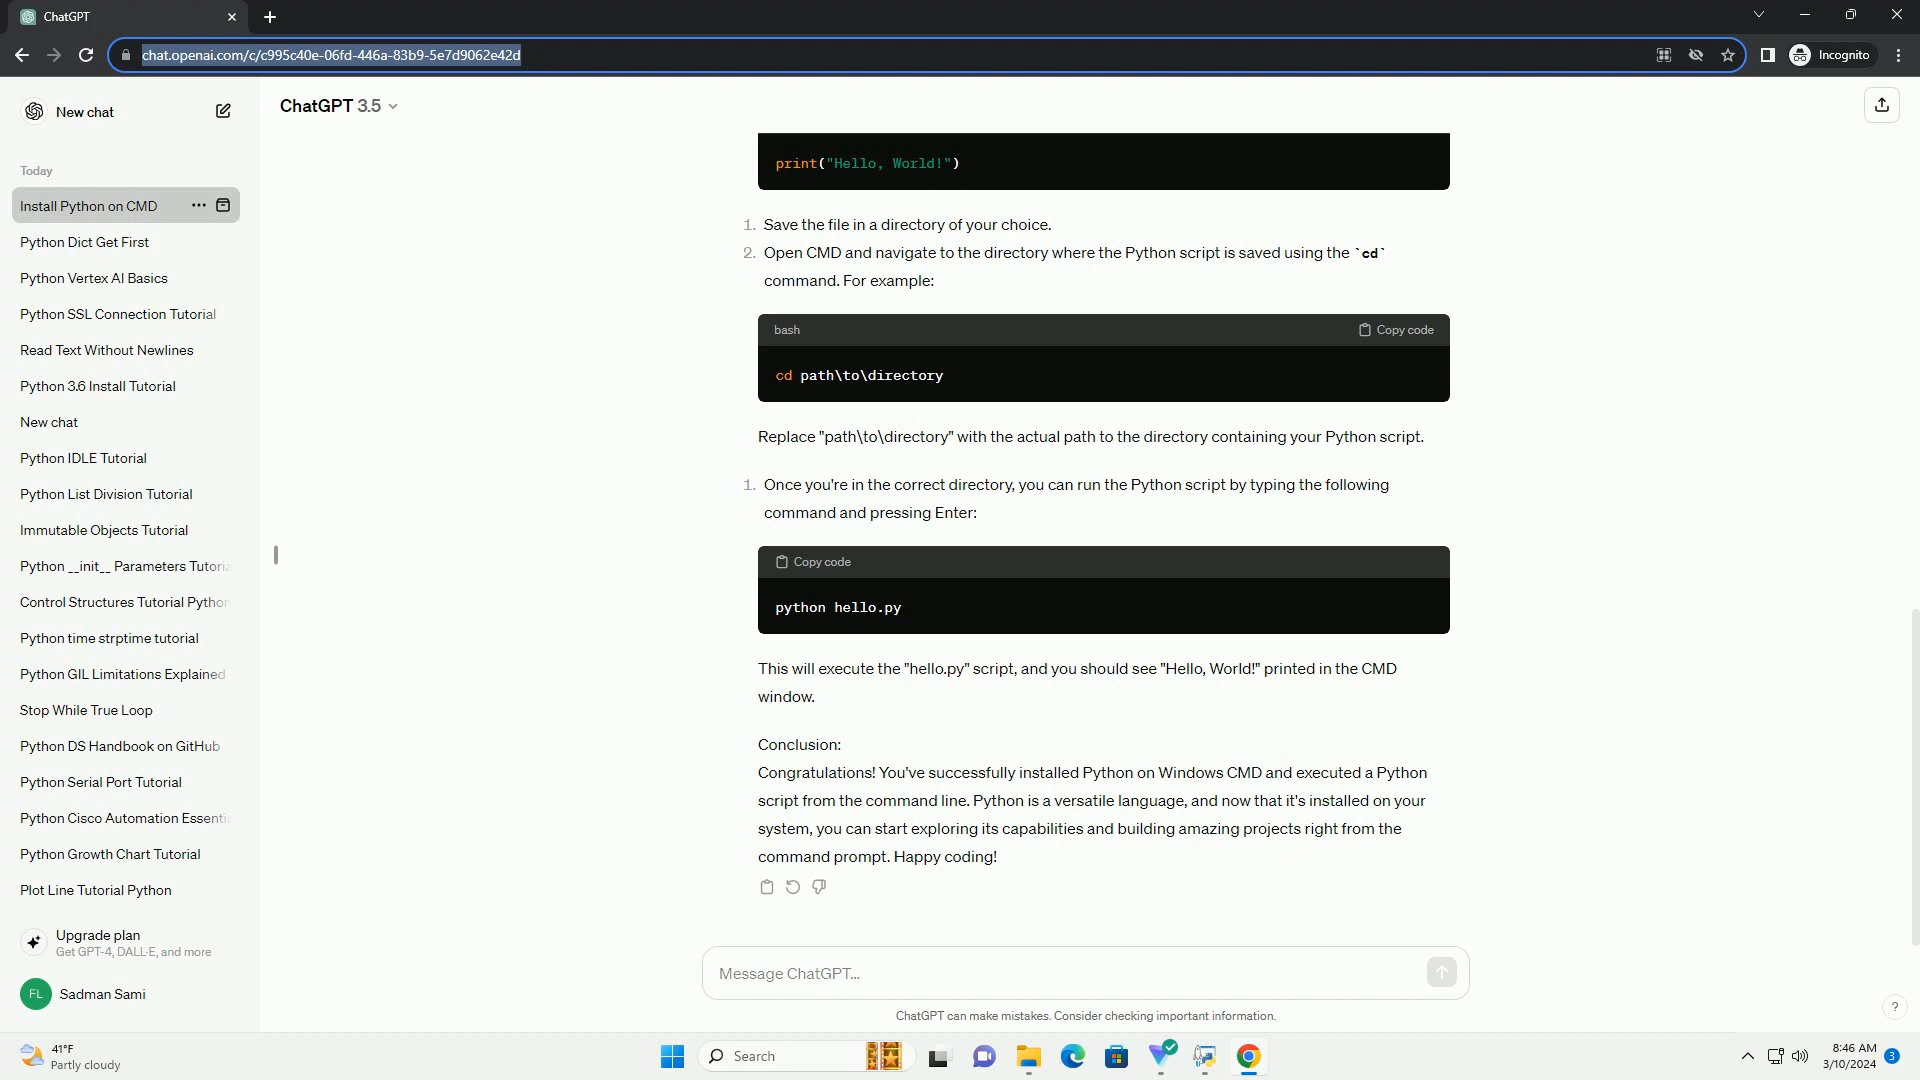 ChatGPT
chat.openai.com/c/c995c40e-06fd-446a-83b9-5e7d9062e42d
Incognito
New chat
ChatGPT 3.5
Today
Install Python on CMD
Python Dict Get First
Python Vertex AI Basics
Python SSL Connection Tutorial
Read Text Without Newlines
Python 3.6 Install Tutorial
New chat
Python IDLE Tutorial
Python List Division Tutorial
Immutable Objects Tutorial
Python __init__ Parameters Tutoria
Control Structures Tutorial Python
Python time strptime tutorial
Python GIL Limitations Explained
Stop While True Loop
Python DS Handbook on GitHub
Python Serial Port Tutorial
Python Cisco Automation Essenti
Python Growth Chart Tutorial
Plot Line Tutorial Python
Upgrade plan
Get GPT-4, DALL·E, and more
FL
Sadman Sami
print("Hello, World!")
1. Save the file in a directory of your choice.
2. Open CMD and navigate to the directory where the Python script is saved using the `cd`
command. For example:
bash
Copy code
cd path\to\directory
Replace "path\to\directory" with the actual path to the directory containing your Python script.
1. Once you're in the correct directory, you can run the Python script by typing the following
command and pressing Enter:
Copy code
python hello.py
This will execute the "hello.py" script, and you should see "Hello, World!" printed in the CMD
window.
Conclusion:
Congratulations! You've successfully installed Python on Windows CMD and executed a Python
script from the command line. Python is a versatile language, and now that it's installed on your
system, you can start exploring its capabilities and building amazing projects right from the
command prompt. Happy coding!
Message ChatGPT...
ChatGPT can make mistakes. Consider checking important information.
?
41°F
Partly cloudy
Search
8:46 AM
3/10/2024
3